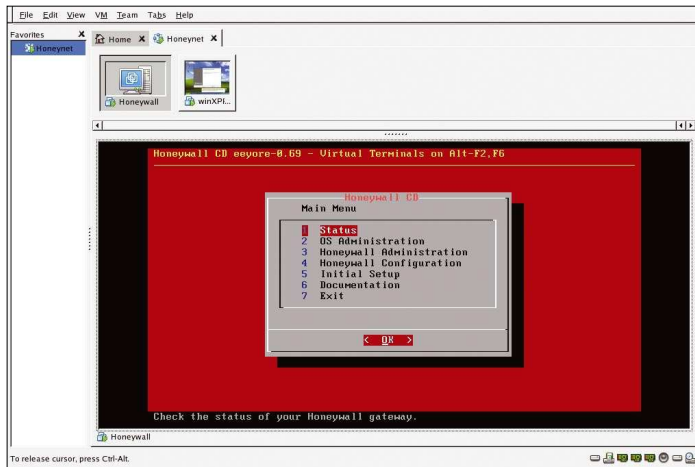 File Edit View VM Team Tabs Help
Favorites X
Honeynet
Home X Honeynet X
Honeywall
winXPl...
Honeywall CD eeyore-0.69 - Virtual Terminals on Alt-F2,F6
Honeywall CD
Main Menu
1 Status
2 OS Administration
3 Honeywall Administration
4 Honeywall Configuration
5 Initial Setup
6 Documentation
7 Exit
< OK >
Check the status of your Honeywall gateway.
Honeywall
To release cursor, press Ctrl-Alt.